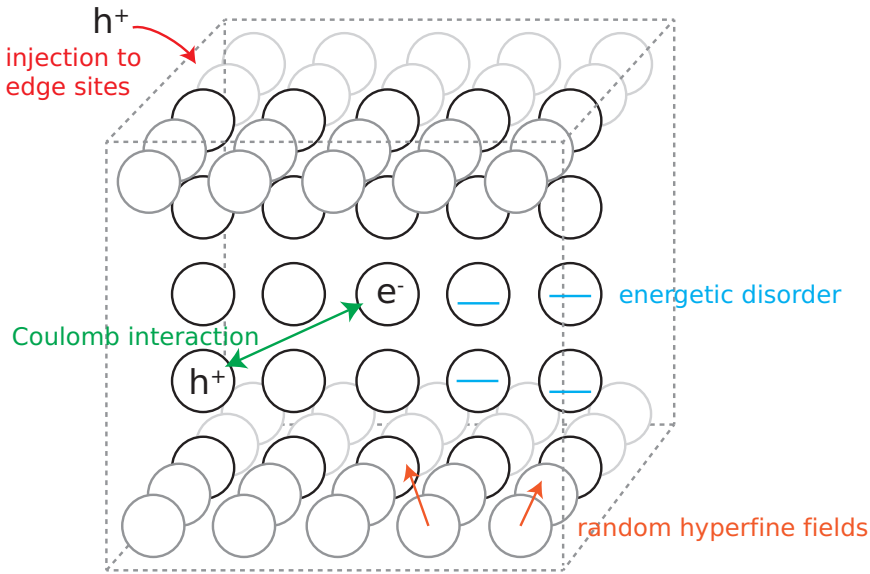 h⁺
injection to
edge sites
e⁻
energetic disorder
Coulomb interaction
h⁺
random hyperfine fields